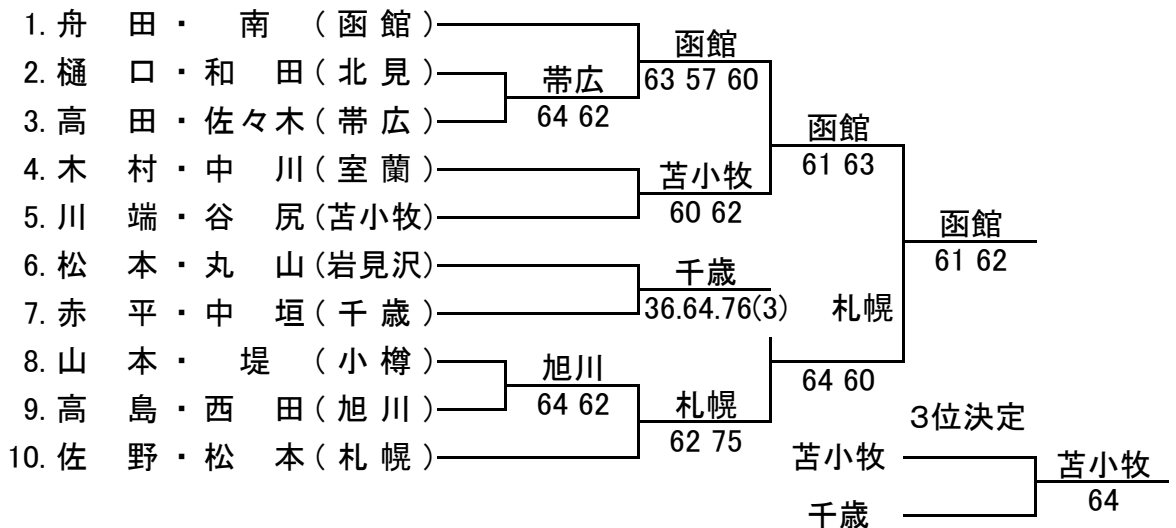 1. 舟 田 ・ 南 ( 函 館 )
函館
2. 樋 口 ・ 和 田 ( 北 見 )
帯広
63 57 60
3. 高 田 ・ 佐々木 ( 帯 広 )
64 62
函館
4. 木 村 ・ 中 川 ( 室 蘭 )
苫小牧
61 63
5. 川 端 ・ 谷 尻 (苫小牧)
60 62
函館
6. 松 本 ・ 丸 山 (岩見沢)
千歳
61 62
7. 赤 平 ・ 中 垣 ( 千 歳 )
36.64.76(3)
札幌
8. 山 本 ・ 堤 ( 小 樽 )
旭川
64 60
9. 高 島 ・ 西 田 ( 旭 川 )
64 62
札幌
3位決定
62 75
10. 佐 野 ・ 松 本 ( 札 幌 )
苫小牧
苫小牧
64
千歳